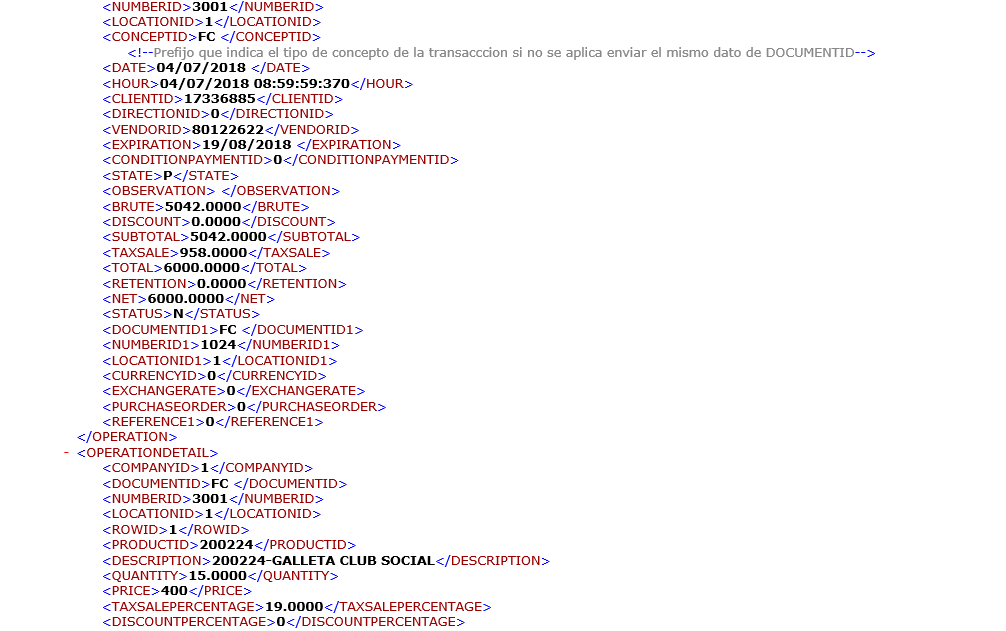 <NUMBERID>3001</NUMBERID>
<LOCATIONID>1</LOCATIONID>
<CONCEPTID>FC </CONCEPTID>
<!--Prefijo que indica el tipo de concepto de la transacccion si no se aplica enviar el mismo dato de DOCUMENTID-->
<DATE>04/07/2018 </DATE>
<HOUR>04/07/2018 08:59:59:370</HOUR>
<CLIENTID>17336885</CLIENTID>
<DIRECTIONID>0</DIRECTIONID>
<VENDORID>80122622</VENDORID>
<EXPIRATION>19/08/2018 </EXPIRATION>
<CONDITIONPAYMENTID>0</CONDITIONPAYMENTID>
<STATE>P</STATE>
<OBSERVATION> </OBSERVATION>
<BRUTE>5042.0000</BRUTE>
<DISCOUNT>0.0000</DISCOUNT>
<SUBTOTAL>5042.0000</SUBTOTAL>
<TAXSALE>958.0000</TAXSALE>
<TOTAL>6000.0000</TOTAL>
<RETENTION>0.0000</RETENTION>
<NET>6000.0000</NET>
<STATUS>N</STATUS>
<DOCUMENTID1>FC </DOCUMENTID1>
<NUMBERID1>1024</NUMBERID1>
<LOCATIONID1>1</LOCATIONID1>
<CURRENCYID>0</CURRENCYID>
<EXCHANGERATE>0</EXCHANGERATE>
<PURCHASEORDER>0</PURCHASEORDER>
<REFERENCE1>0</REFERENCE1>
</OPERATION>
- <OPERATIONDETAIL>
<COMPANYID>1</COMPANYID>
<DOCUMENTID>FC </DOCUMENTID>
<NUMBERID>3001</NUMBERID>
<LOCATIONID>1</LOCATIONID>
<ROWID>1</ROWID>
<PRODUCTID>200224</PRODUCTID>
<DESCRIPTION>200224-GALLETA CLUB SOCIAL</DESCRIPTION>
<QUANTITY>15.0000</QUANTITY>
<PRICE>400</PRICE>
<TAXSALEPERCENTAGE>19.0000</TAXSALEPERCENTAGE>
<DISCOUNTPERCENTAGE>0</DISCOUNTPERCENTAGE>